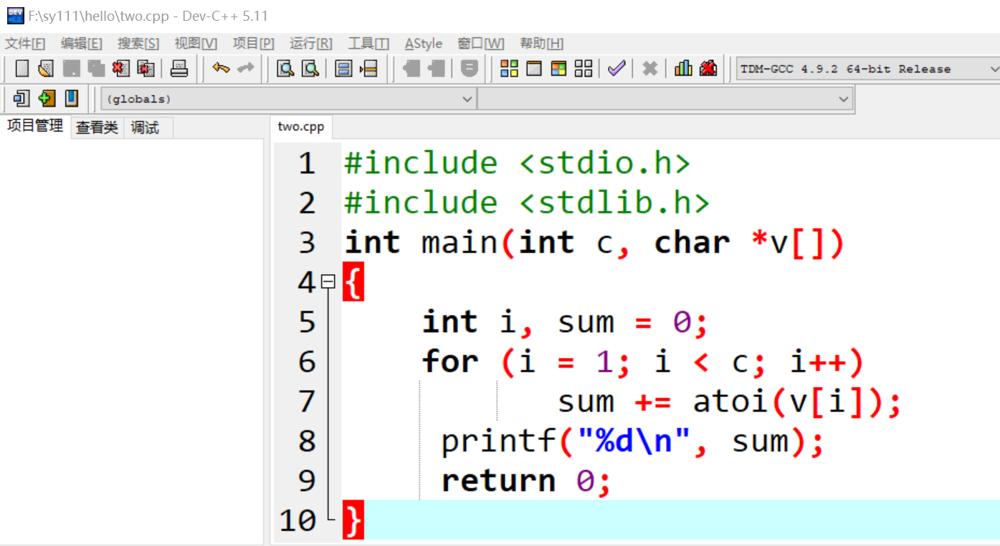 F:\sy111\hello\two.cpp - Dev-C++ 5.11
文件[F] 编辑[E] 搜索[S] 视图[V] 项目[P] 运行[R] 工具[T] AStyle 窗口[W] 帮助[H]
TDM-GCC 4.9.2 64-bit Release
(globals)
项目管理 查看类 调试
two.cpp
1 #include <stdio.h>
2 #include <stdlib.h>
3 int main(int c, char *v[])
4 {
5     int i, sum = 0;
6     for (i = 1; i < c; i++)
7            sum += atoi(v[i]);
8      printf("%d\n", sum);
9      return 0;
10 }